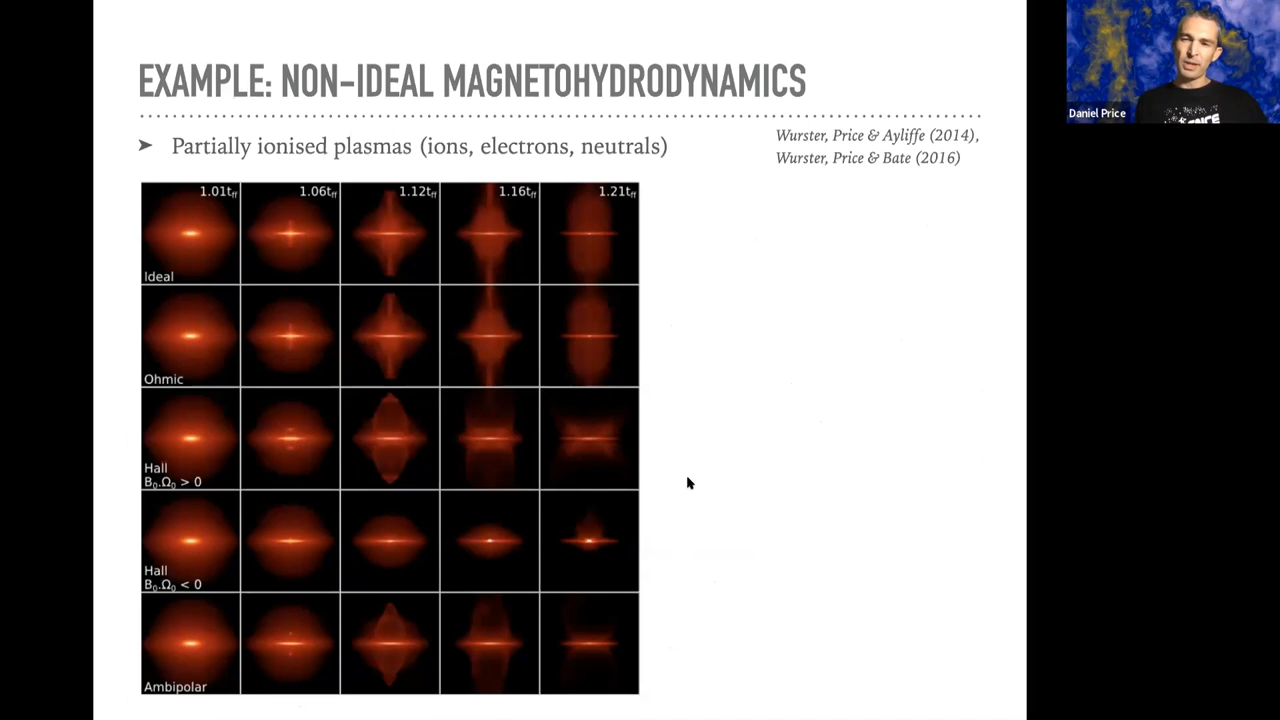 EXAMPLE: NON-IDEAL MAGNETOHYDRODYNAMICS
➤ Partially ionised plasmas (ions, electrons, neutrals)
Wurster, Price & Ayliffe (2014),
Wurster, Price & Bate (2016)
1.01t_ff 1.06t_ff 1.12t_ff 1.16t_ff 1.21t_ff
Ideal
Ohmic
Hall
B₀.Ω₀ > 0
Hall
B₀.Ω₀ < 0
Ambipolar
Daniel Price